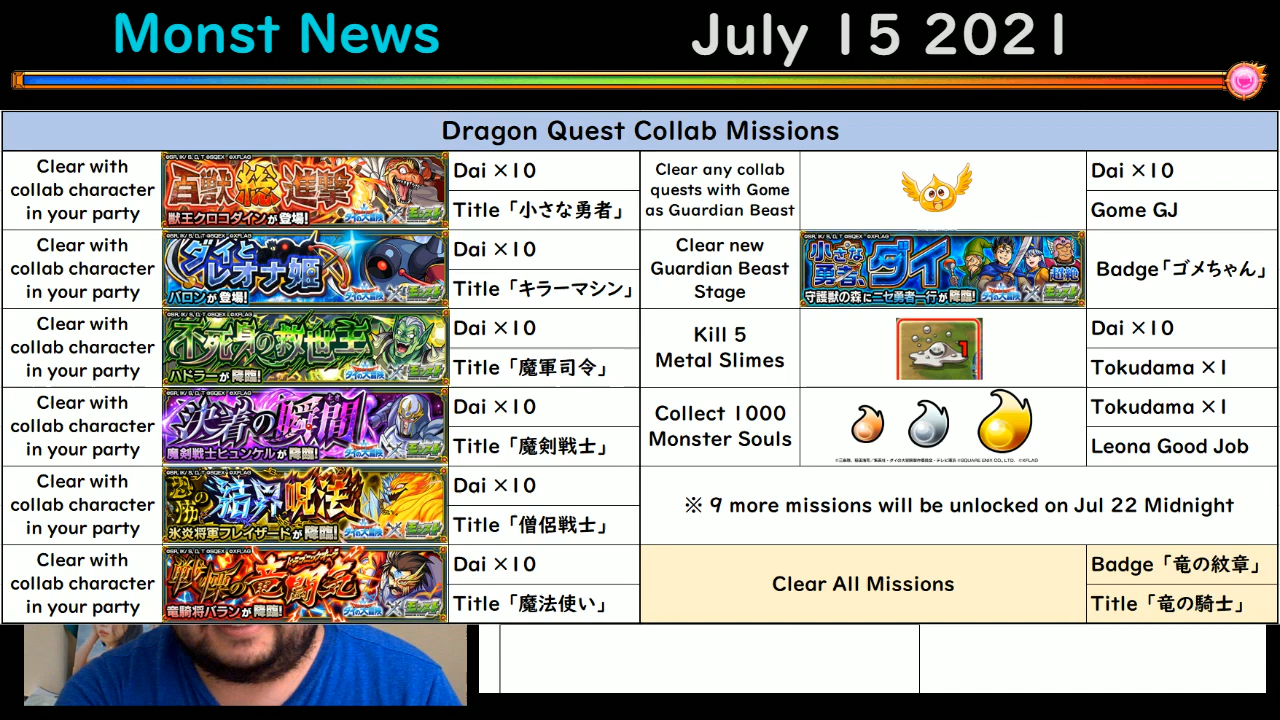 Monst News
July 15 2021
Dragon Quest Collab Missions
Clear with
collab character
in your party
百獣総進撃
獣王クロコダインが登場!
Dai ×10
Title「小さな勇者」
Clear any collab
quests with Gome
as Guardian Beast
Dai ×10
Gome GJ
Clear with
collab character
in your party
ダイと
レオナ姫
バロンが登場!
Dai ×10
Title「キラーマシン」
Clear new
Guardian Beast
Stage
小さな
勇者、
ダイ
超絶
守護獣の森にニセ勇者一行が降臨!
Badge「ゴメちゃん」
Clear with
collab character
in your party
不死身の救世主
ハドラーが降臨!
Dai ×10
Title「魔軍司令」
Kill 5
Metal Slimes
1
Dai ×10
Tokudama ×1
Clear with
collab character
in your party
決着の瞬間
魔剣戦士ヒュンケルが降臨!
Dai ×10
Title「魔剣戦士」
Collect 1000
Monster Souls
Tokudama ×1
Leona Good Job
Clear with
collab character
in your party
恐怖の結界呪法
氷炎将軍フレイザードが降臨!
Dai ×10
Title「僧侶戦士」
※ 9 more missions will be unlocked on Jul 22 Midnight
Clear with
collab character
in your party
戦慄の竜闘気
竜騎将バランが降臨!
Dai ×10
Title「魔法使い」
Clear All Missions
Badge「竜の紋章」
Title「竜の騎士」